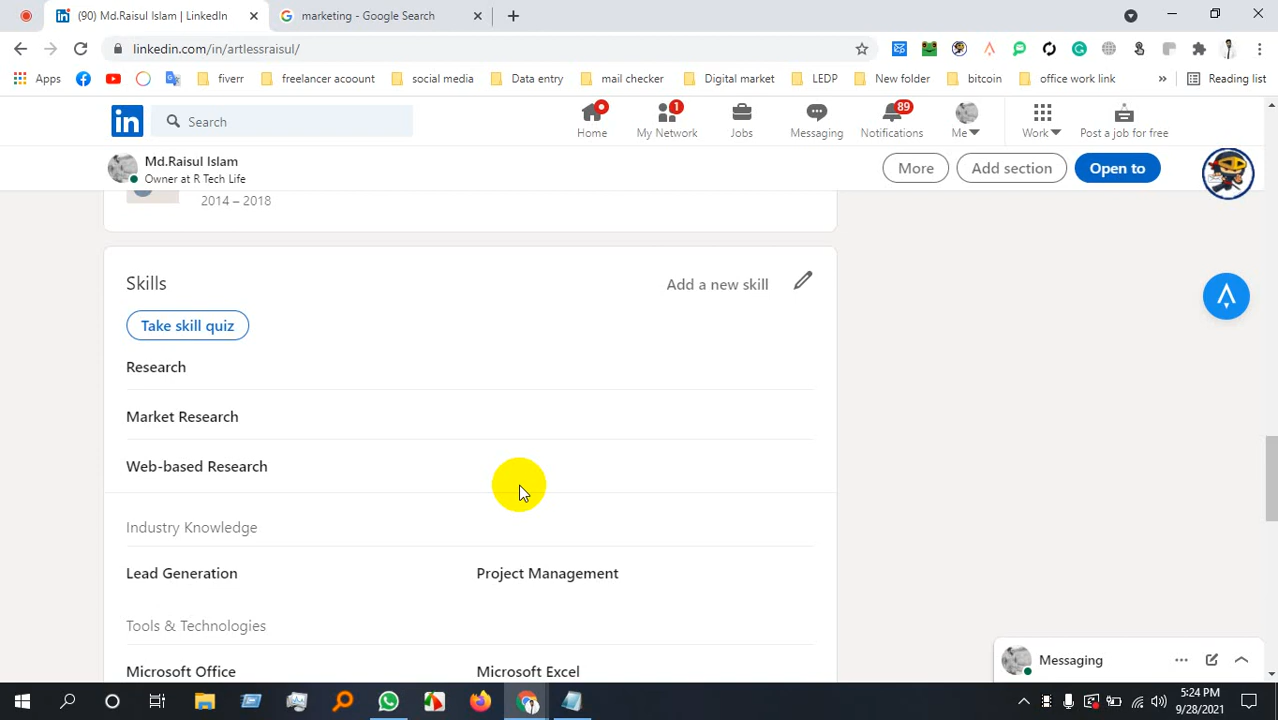 (90) Md.Raisul Islam | LinkedIn
marketing - Google Search
linkedin.com/in/artlessraisul/
Apps
fiverr
freelancer acoount
social media
Data entry
mail checker
Digital market
LEDP
New folder
bitcoin
office work link
»
Reading list
in
Search
Home
My Network
1
Jobs
Messaging
Notifications
89
Me
Work
Post a job for free
Md.Raisul Islam
Owner at R Tech Life
More
Add section
Open to
2014 – 2018
Skills
Add a new skill
Take skill quiz
Research
Market Research
Web-based Research
Industry Knowledge
Lead Generation
Project Management
Tools & Technologies
Microsoft Office
Microsoft Excel
Messaging
5:24 PM
9/28/2021